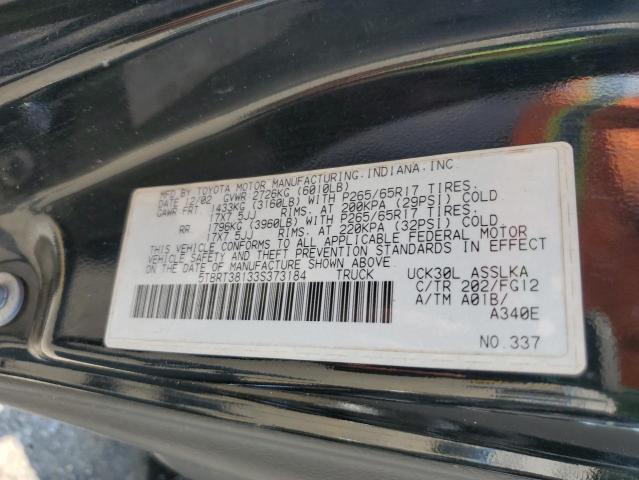 MFD BY TOYOTA MOTOR MANUFACTURING, INDIANA, INC.
DATE 12/02 GVWR 2726KG (6010LB)
GAWR FRT. 1433KG (3160LB) WITH P265/65R17 TIRES.
17X7.5JJ RIMS. AT 200KPA (29PSI) COLD
RR 1796KG (3960LB) WITH P265/65R17 TIRES.
17X7.5JJ RIMS. AT 220KPA (32PSI) COLD
THIS VEHICLE CONFORMS TO ALL APPLICABLE FEDERAL MOTOR
VEHICLE SAFETY AND THEFT PREVENTION STANDARDS IN EFFECT
ON THE DATE OF MANUFACTURE SHOWN ABOVE.
5TBRT38133S373184 TRUCK UCK30L ASSLKA
C/TR 202/FG12
A/TM A01B/
A340E
NO.337